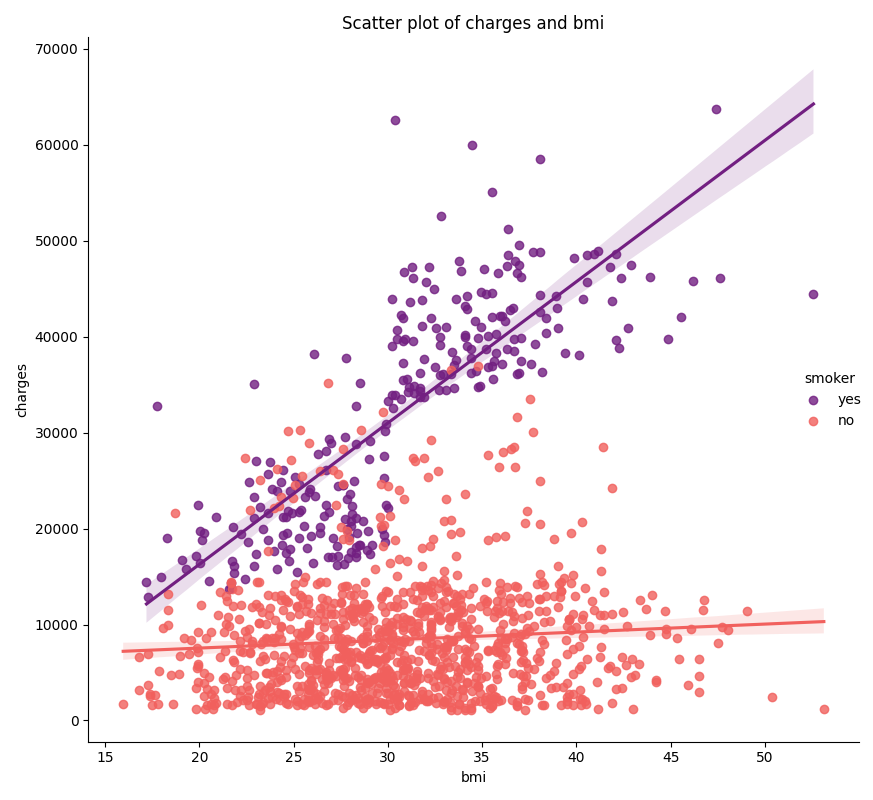 Scatter plot of charges and bmi
70000
60000
50000
40000
30000
20000
10000
0
charges
smoker
yes
no
15 20 25 30 35 40 45 50
bmi